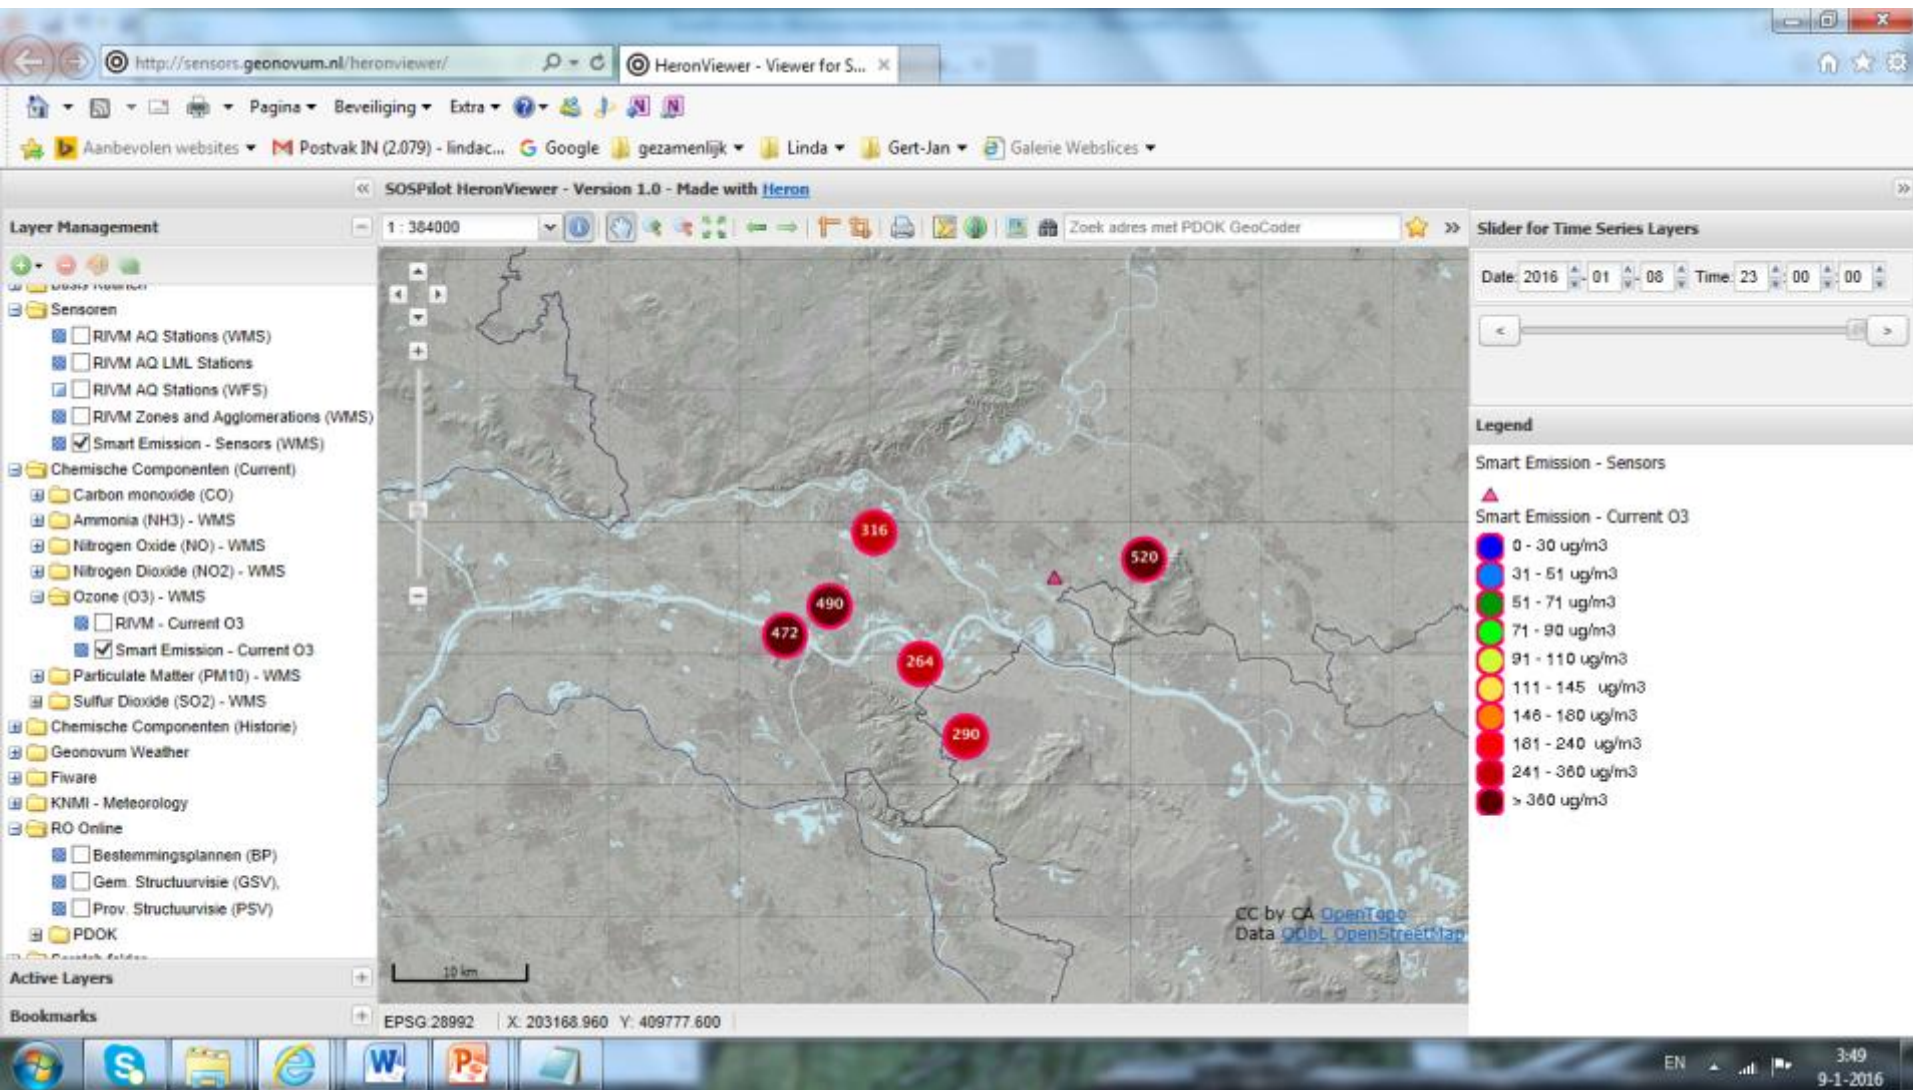 http://sensors.geonovum.nl/heronviewer/
HeronViewer - Viewer for S...
Pagina Beveiliging Extra
Aanbevolen websites Postvak IN (2.079) - lindac... Google gezamenlijk Linda Gert-Jan Galerie Webslices
SOSPilot HeronViewer - Version 1.0 - Made with Heron
Layer Management
1 : 384000
Zoek adres met PDOK GeoCoder
Slider for Time Series Layers
Date: 2016 - 01 - 08 Time: 23 : 00 : 00
Sensoren
RIVM AQ Stations (WMS)
RIVM AQ LML Stations
RIVM AQ Stations (WFS)
RIVM Zones and Agglomerations (WMS)
Smart Emission - Sensors (WMS)
Chemische Componenten (Current)
Carbon monoxide (CO)
Ammonia (NH3) - WMS
Nitrogen Oxide (NO) - WMS
Nitrogen Dioxide (NO2) - WMS
Ozone (O3) - WMS
RIVM - Current O3
Smart Emission - Current O3
Particulate Matter (PM10) - WMS
Sulfur Dioxide (SO2) - WMS
Chemische Componenten (Historie)
Geonovum Weather
Fiware
KNMI - Meteorology
RO Online
Bestemmingsplannen (BP)
Gem. Structuurvisie (GSV),
Prov. Structuurvisie (PSV)
PDOK
Active Layers
Bookmarks
316
520
490
472
264
290
CC by CA OpenTopo
Data ODbL OpenStreetMap
10 km
EPSG:28992 X: 203168.960 Y: 409777.600
Legend
Smart Emission - Sensors
Smart Emission - Current O3
0 - 30 ug/m3
31 - 51 ug/m3
51 - 71 ug/m3
71 - 90 ug/m3
91 - 110 ug/m3
111 - 145 ug/m3
146 - 180 ug/m3
181 - 240 ug/m3
241 - 360 ug/m3
> 360 ug/m3
EN
3:49
9-1-2016